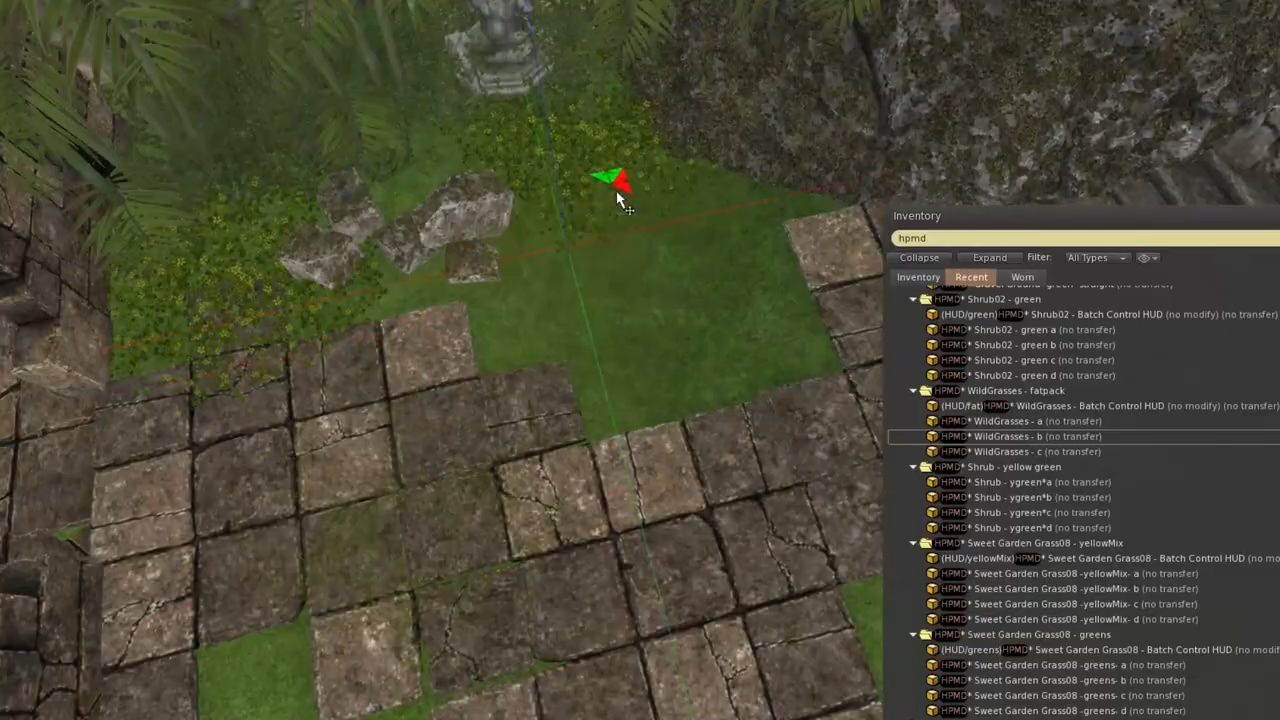 Inventory
hpmd
Collapse Expand Filter: All Types
Inventory Recent Worn
HPMD* Shrub02 - green
(HUD/green)HPMD* Shrub02 - Batch Control HUD (no modify) (no transfer)
HPMD* Shrub02 - green a (no transfer)
HPMD* Shrub02 - green b (no transfer)
HPMD* Shrub02 - green c (no transfer)
HPMD* Shrub02 - green d (no transfer)
HPMD* WildGrasses - fatpack
(HUD/fat)HPMD* WildGrasses - Batch Control HUD (no modify) (no transfer)
HPMD* WildGrasses - a (no transfer)
HPMD* WildGrasses - b (no transfer)
HPMD* WildGrasses - c (no transfer)
HPMD* Shrub - yellow green
HPMD* Shrub - ygreen*a (no transfer)
HPMD* Shrub - ygreen*b (no transfer)
HPMD* Shrub - ygreen*c (no transfer)
HPMD* Shrub - ygreen*d (no transfer)
HPMD* Sweet Garden Grass08 - yellowMix
(HUD/yellowMix)HPMD* Sweet Garden Grass08 - Batch Control HUD (no mo
HPMD* Sweet Garden Grass08 -yellowMix- a (no transfer)
HPMD* Sweet Garden Grass08 -yellowMix- b (no transfer)
HPMD* Sweet Garden Grass08 -yellowMix- c (no transfer)
HPMD* Sweet Garden Grass08 -yellowMix- d (no transfer)
HPMD* Sweet Garden Grass08 - greens
(HUD/greens)HPMD* Sweet Garden Grass08 - Batch Control HUD (no modif
HPMD* Sweet Garden Grass08 -greens- a (no transfer)
HPMD* Sweet Garden Grass08 -greens- b (no transfer)
HPMD* Sweet Garden Grass08 -greens- c (no transfer)
HPMD* Sweet Garden Grass08 -greens- d (no transfer)